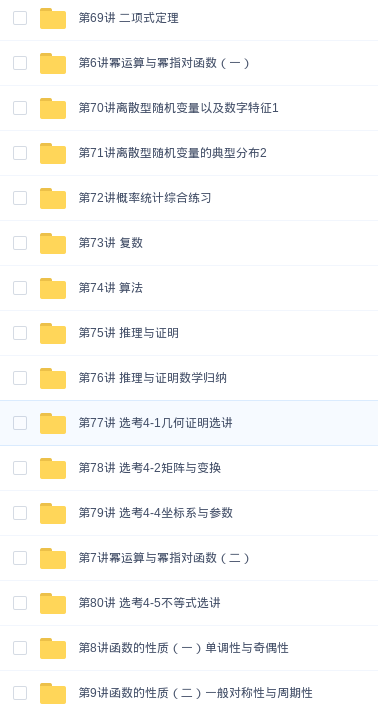 第69讲 二项式定理
第6讲幂运算与幂指对函数（一）
第70讲离散型随机变量以及数字特征1
第71讲离散型随机变量的典型分布2
第72讲概率统计综合练习
第73讲 复数
第74讲 算法
第75讲 推理与证明
第76讲 推理与证明数学归纳
第77讲 选考4-1几何证明选讲
第78讲 选考4-2矩阵与变换
第79讲 选考4-4坐标系与参数
第7讲幂运算与幂指对函数（二）
第80讲 选考4-5不等式选讲
第8讲函数的性质（一）单调性与奇偶性
第9讲函数的性质（二）一般对称性与周期性